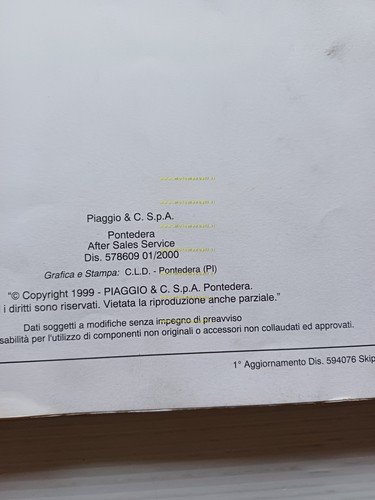 Piaggio & C. S.p.A.
Pontedera
After Sales Service
Dis. 578609 01/2000
Grafica e Stampa: C.L.D. - Pontedera (PI)
"© Copyright 1999 - PIAGGIO & C. S.p.A. Pontedera.
i diritti sono riservati. Vietata la riproduzione anche parziale."
Dati soggetti a modifiche senza impegno di preavviso
sabilità per l'utilizzo di componenti non originali o accessori non collaudati ed approvati.
1° Aggiornamento Dis. 594076 Skip